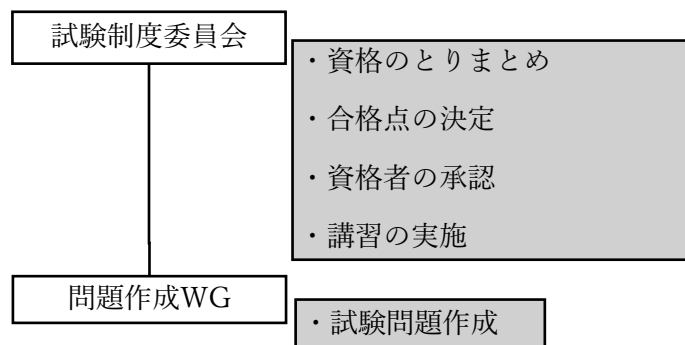 試験制度委員会
・資格のとりまとめ
・合格点の決定
・資格者の承認
・講習の実施
問題作成WG
・試験問題作成